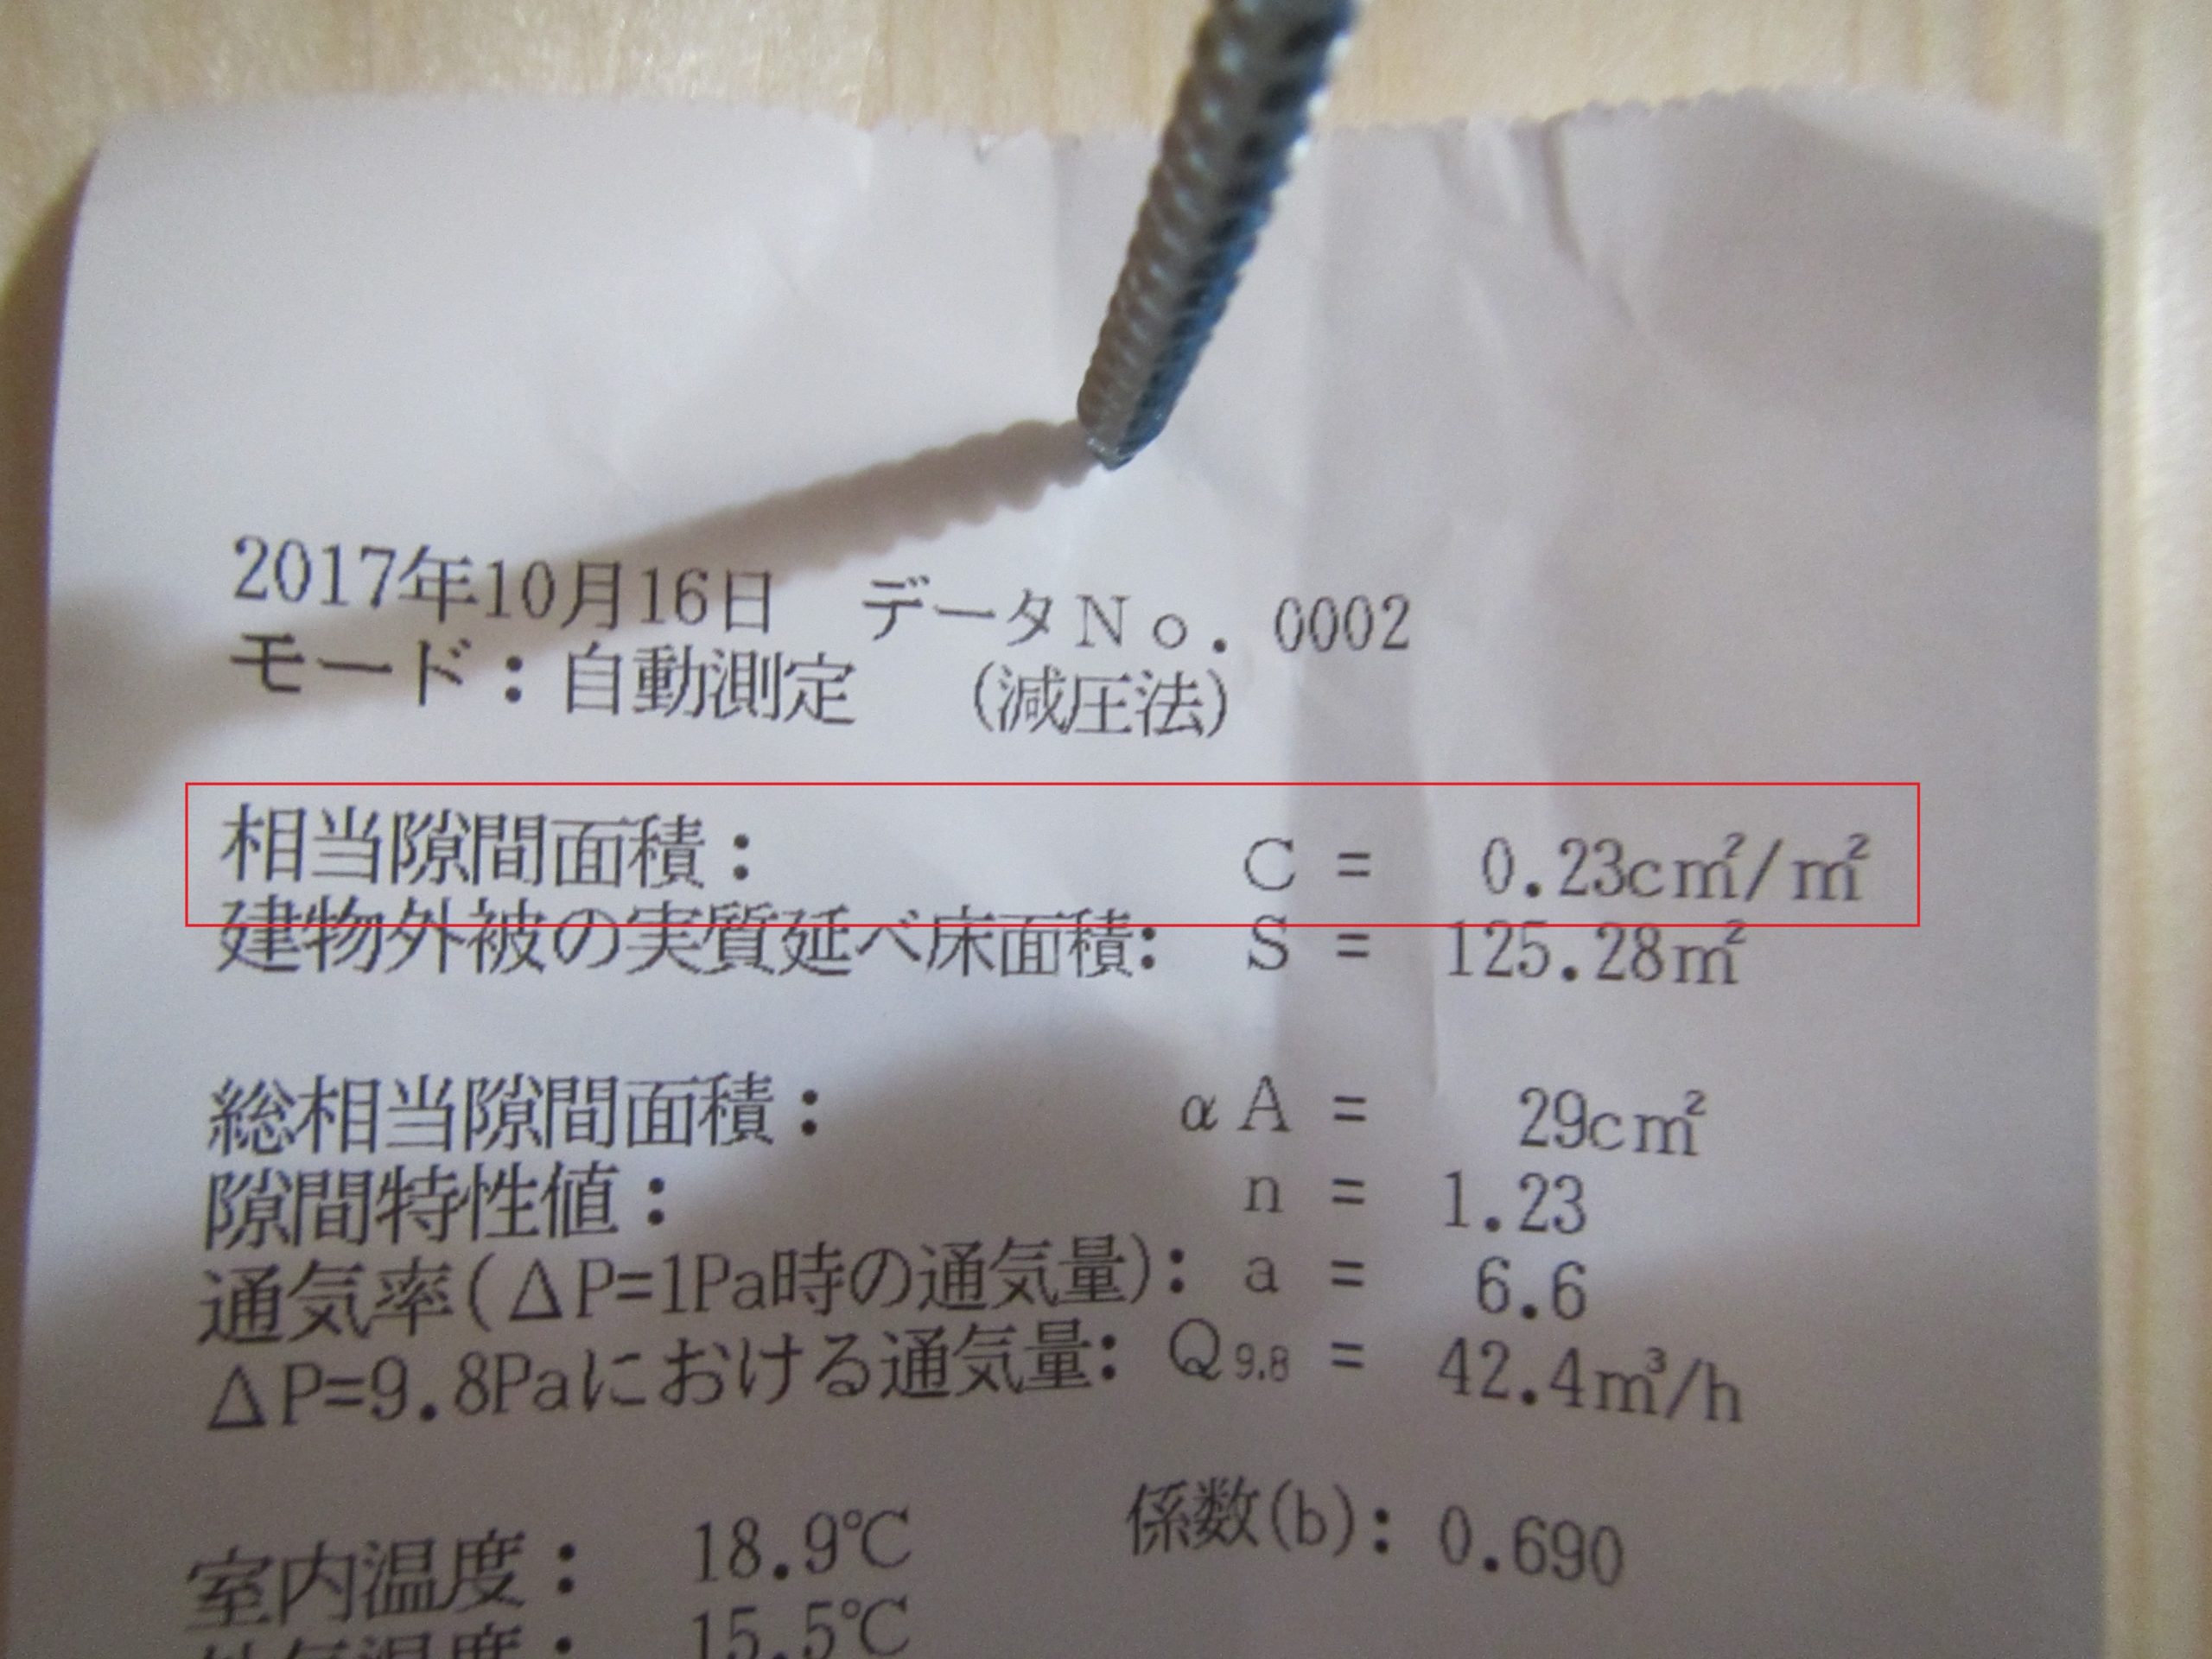 2017年10月16日　データNo. 0002
モード：自動測定　(減圧法)
相当隙間面積：　C = 0.23cm²/m²
建物外被の実質延べ床面積：　S = 125.28m²
総相当隙間面積：　αA = 29cm²
隙間特性値：　n = 1.23
通気率(ΔP=1Pa時の通気量)：　a = 6.6
ΔP=9.8Paにおける通気量：　Q9.8 = 42.4m³/h
室内温度：　18.9℃　係数(b)：0.690
外気温度：　15.5℃